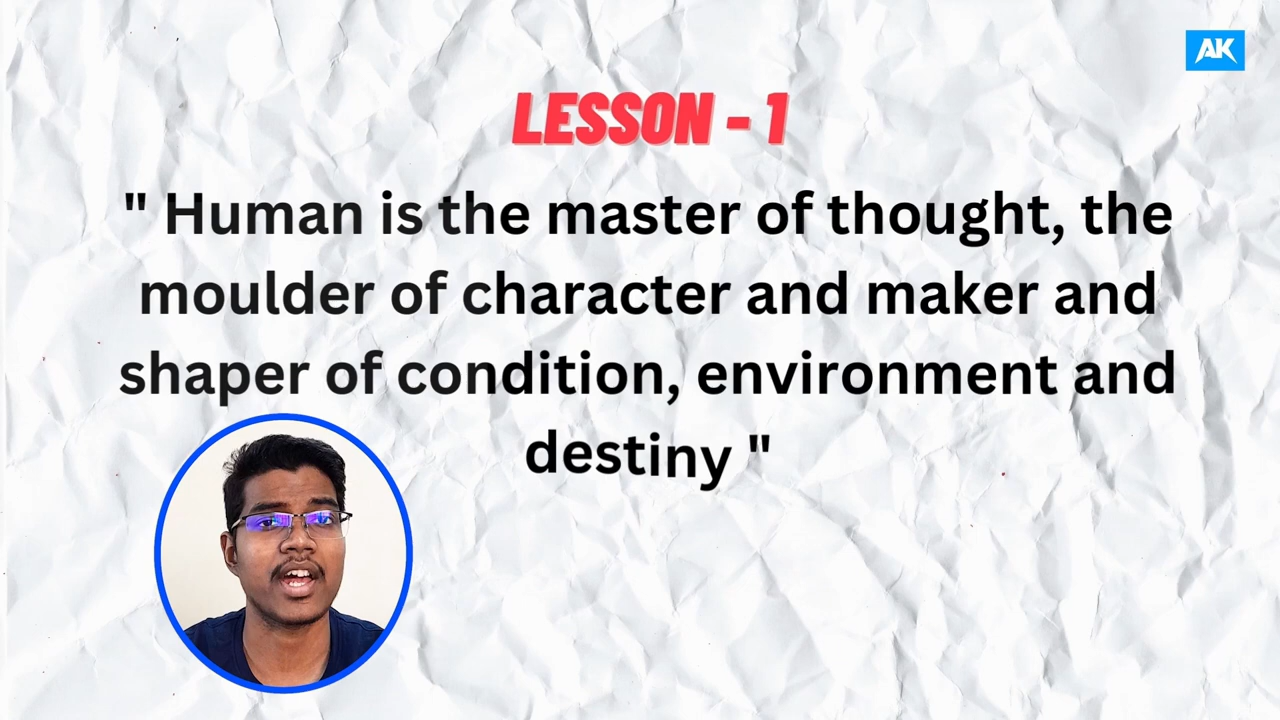 AK
LESSON - 1
" Human is the master of thought, the
moulder of character and maker and
shaper of condition, environment and
destiny "